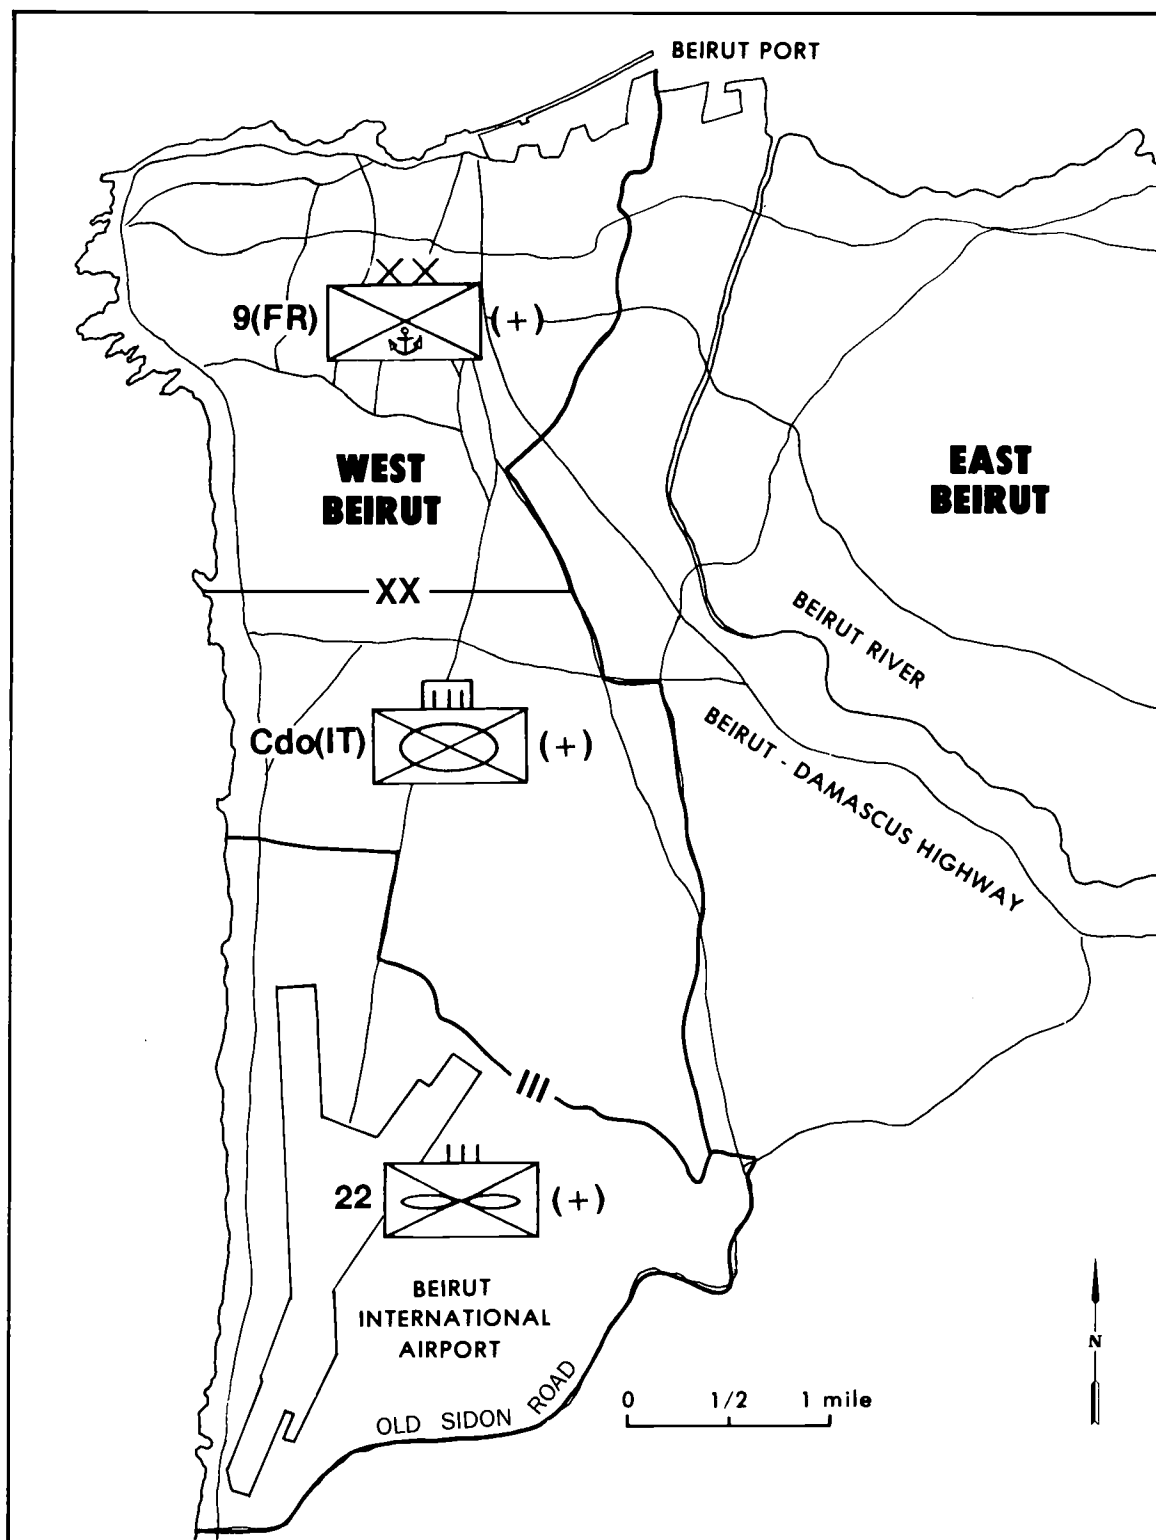 BEIRUT PORT
XX
9(FR)
(+)
WEST
BEIRUT
EAST
BEIRUT
XX
BEIRUT RIVER
Cdo(IT)
(+)
BEIRUT - DAMASCUS HIGHWAY
III
III
22
(+)
BEIRUT
INTERNATIONAL
AIRPORT
N
0 1/2 1 mile
OLD SIDON ROAD